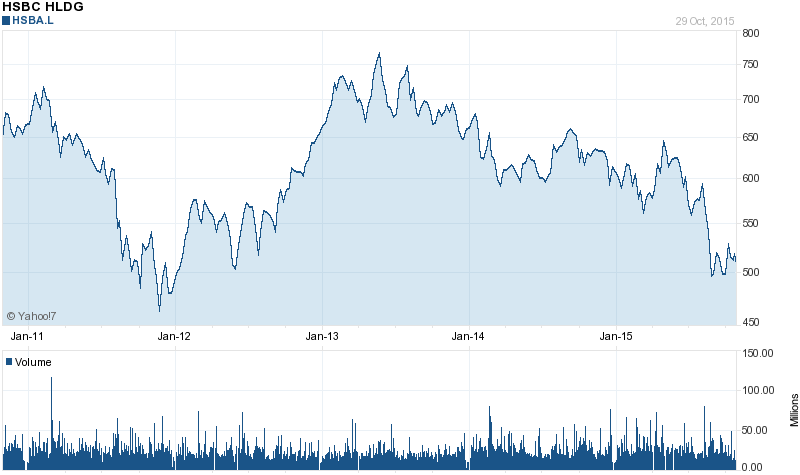 HSBC HLDG
HSBA.L
29 Oct, 2015
800
750
700
650
600
550
500
450
© Yahoo!7
Jan-11 Jan-12 Jan-13 Jan-14 Jan-15
Volume
150.00
100.00
50.00
0.00
Millions